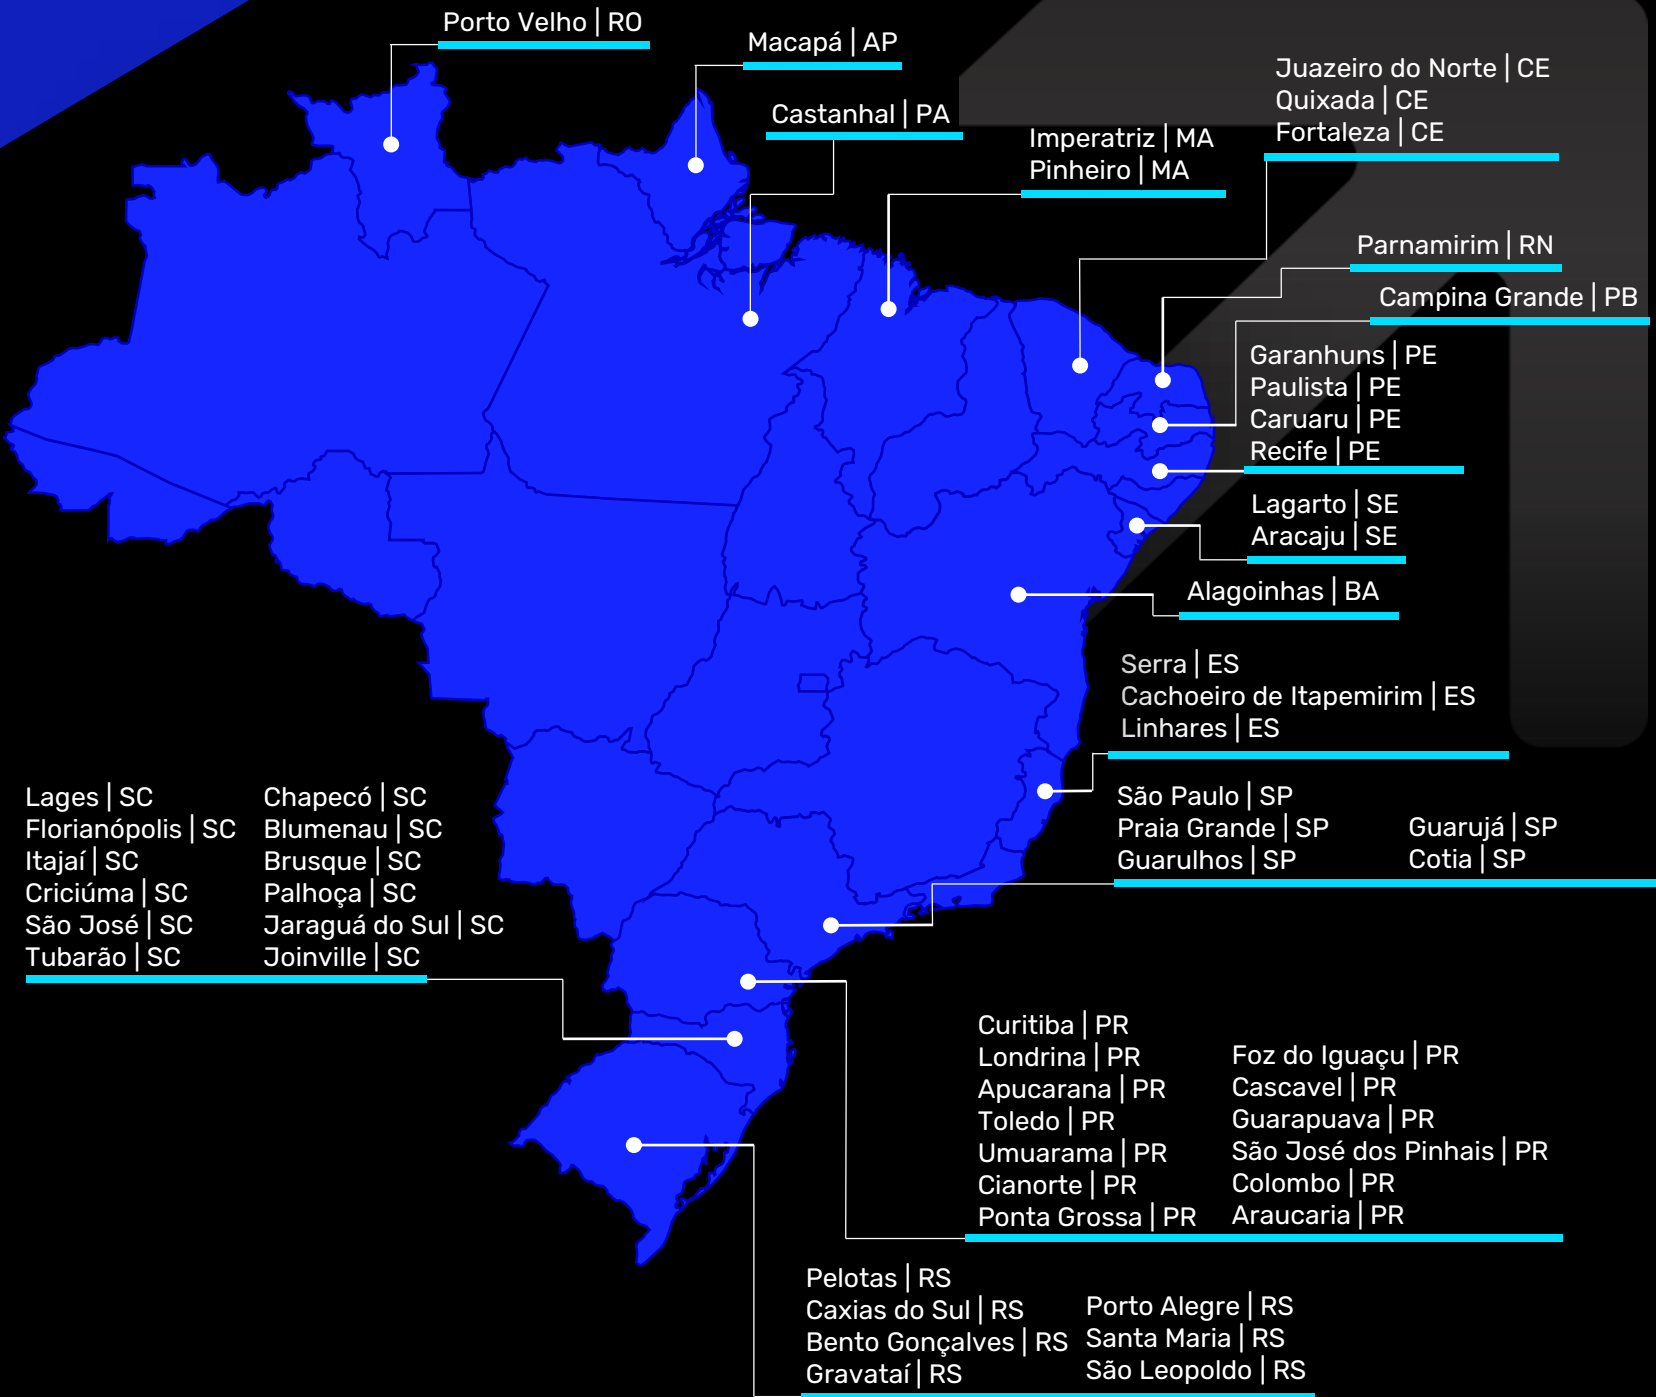 Porto Velho | RO
Macapá | AP
Castanhal | PA
Imperatriz | MA
Pinheiro | MA
Juazeiro do Norte | CE
Quixada | CE
Fortaleza | CE
Parnamirim | RN
Campina Grande | PB
Garanhuns | PE
Paulista | PE
Caruaru | PE
Recife | PE
Lagarto | SE
Aracaju | SE
Alagoinhas | BA
Serra | ES
Cachoeiro de Itapemirim | ES
Linhares | ES
São Paulo | SP
Praia Grande | SP
Guarulhos | SP
Guarujá | SP
Cotia | SP
Lages | SC
Florianópolis | SC
Itajaí | SC
Criciúma | SC
São José | SC
Tubarão | SC
Chapecó | SC
Blumenau | SC
Brusque | SC
Palhoça | SC
Jaraguá do Sul | SC
Joinville | SC
Curitiba | PR
Londrina | PR
Apucarana | PR
Toledo | PR
Umuarama | PR
Cianorte | PR
Ponta Grossa | PR
Foz do Iguaçu | PR
Cascavel | PR
Guarapuava | PR
São José dos Pinhais | PR
Colombo | PR
Araucaria | PR
Pelotas | RS
Caxias do Sul | RS
Bento Gonçalves | RS
Gravataí | RS
Porto Alegre | RS
Santa Maria | RS
São Leopoldo | RS